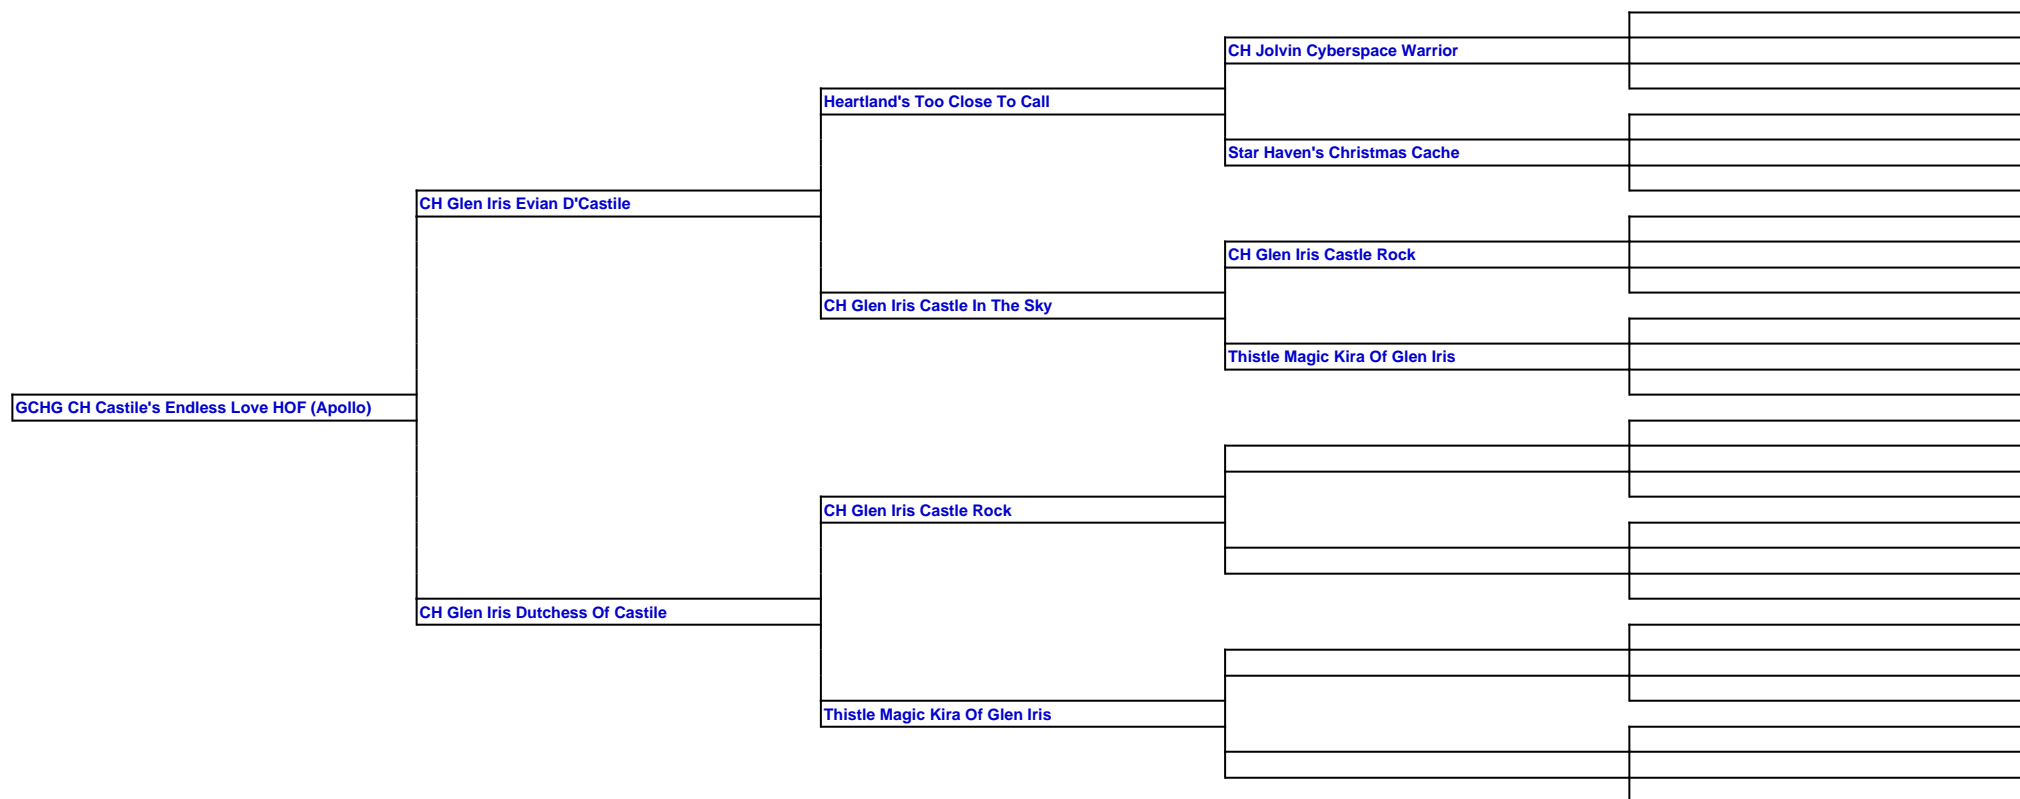 CH Jolvin Cyberspace Warrior
Heartland's Too Close To Call
Star Haven's Christmas Cache
CH Glen Iris Evian D'Castile
CH Glen Iris Castle Rock
CH Glen Iris Castle In The Sky
Thistle Magic Kira Of Glen Iris
GCHG CH Castile's Endless Love HOF (Apollo)
CH Glen Iris Castle Rock
CH Glen Iris Dutchess Of Castile
Thistle Magic Kira Of Glen Iris